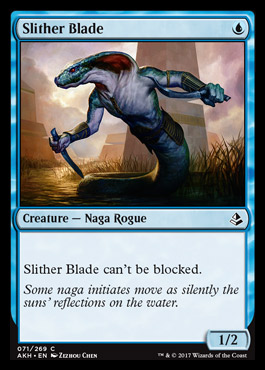 Slither Blade
Creature — Naga Rogue
Slither Blade can't be blocked.
Some naga initiates move as silently the
suns' reflections on the water.
1/2
071/269 C
AKH • EN Zizhou Chen
™ & © 2017 Wizards of the Coast